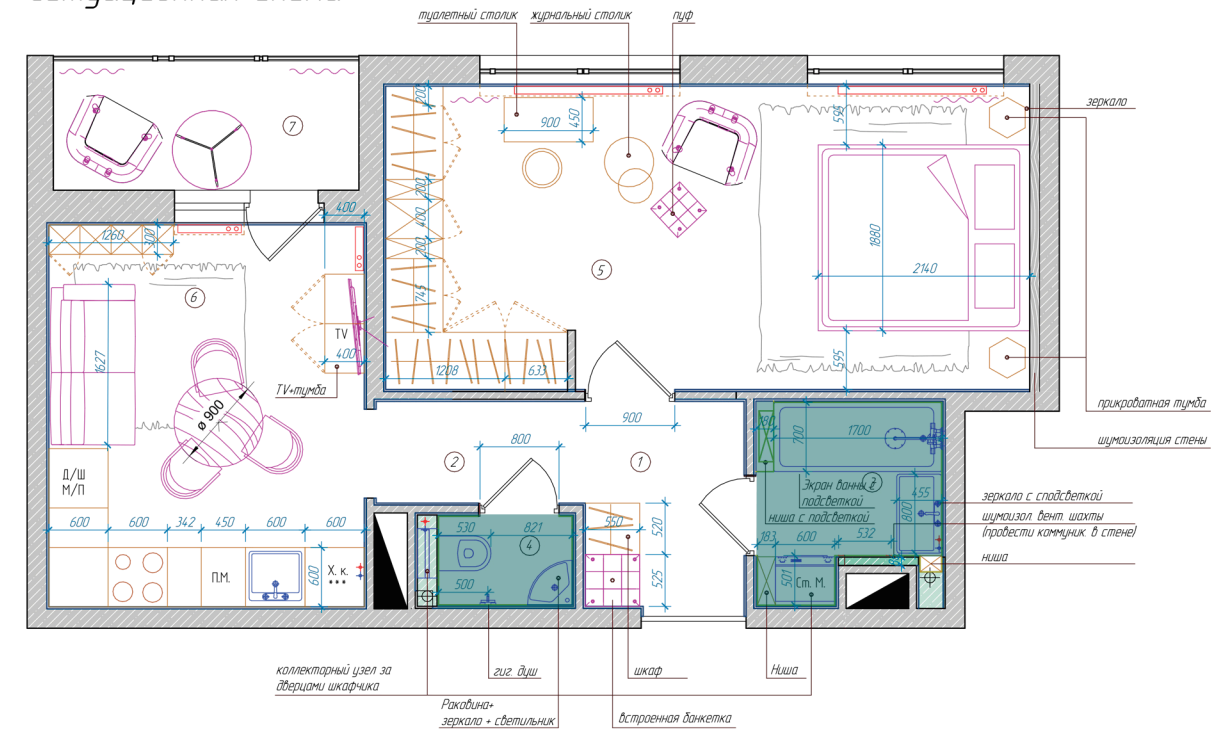 туалетный столик
журнальный столик
пуф
200
900
450
595
зеркало
7
400
200
1260
300
400
200
5
1880
2140
6
745
TV
1627
400
595
TV+тумба
1208
633
ø 900
прикроватная тумба
900
шумоизоляция стены
180
700
1700
800
2
1
Д/Ш
М/П
Экран ванны с
подсветкой
3
455
зеркало с сподсветкой
800
ниша с подсветкой
шумоизол. вент. шахты
(провести коммуник. в стене)
600
600
342
450
600
600
530
821
550
520
183
600
532
4
ниша
600
П.М.
Х. к.
***
500
525
501
Ст. М.
коллекторный узел за
дверцами шкафчика
гиг. душ
шкаф
Ниша
Раковина+
зеркало + светильник
встроенная банкетка